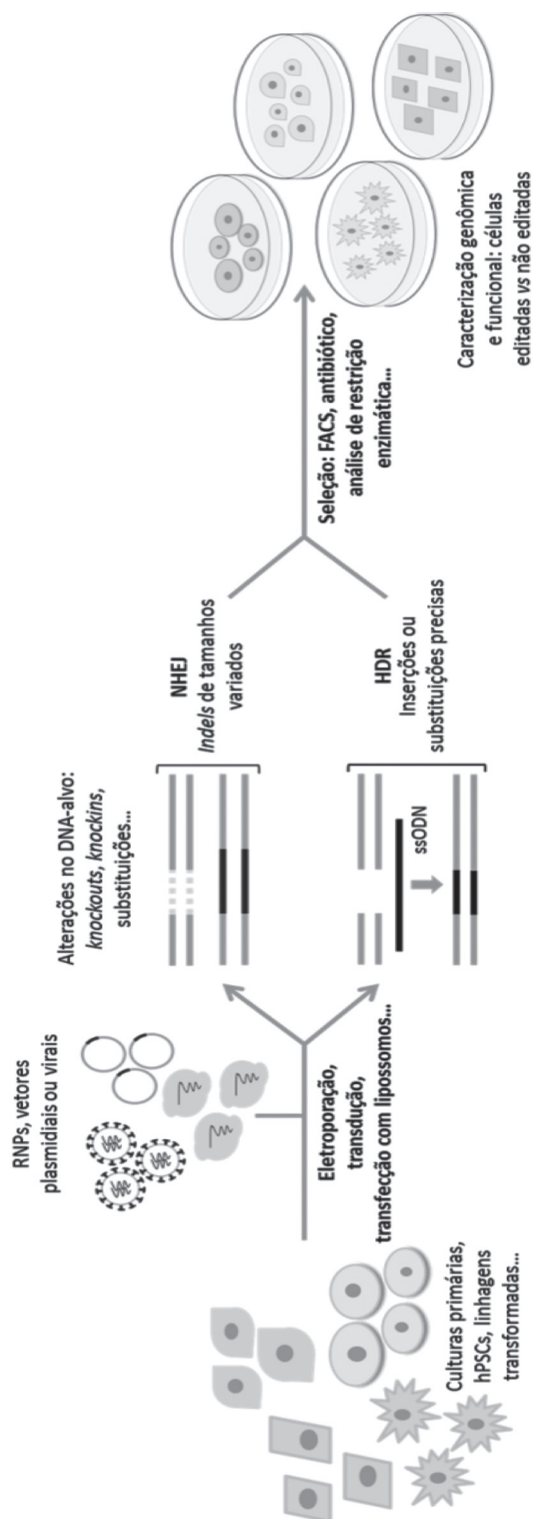 Culturas primárias,
hPSCs, linhagens
transformadas...
RNPs, vetores
plasmidiais ou virais
Eletroporação,
transdução,
transfecção com lipossomos...
Alterações no DNA-alvo:
knockouts, knockins,
substituições...
ssODN
NHEJ
Indels de tamanhos
variados
HDR
Inserções ou
substituições precisas
Seleção: FACS, antibiótico,
análise de restrição
enzimática...
Caracterização genômica
e funcional: células
editadas vs não editadas